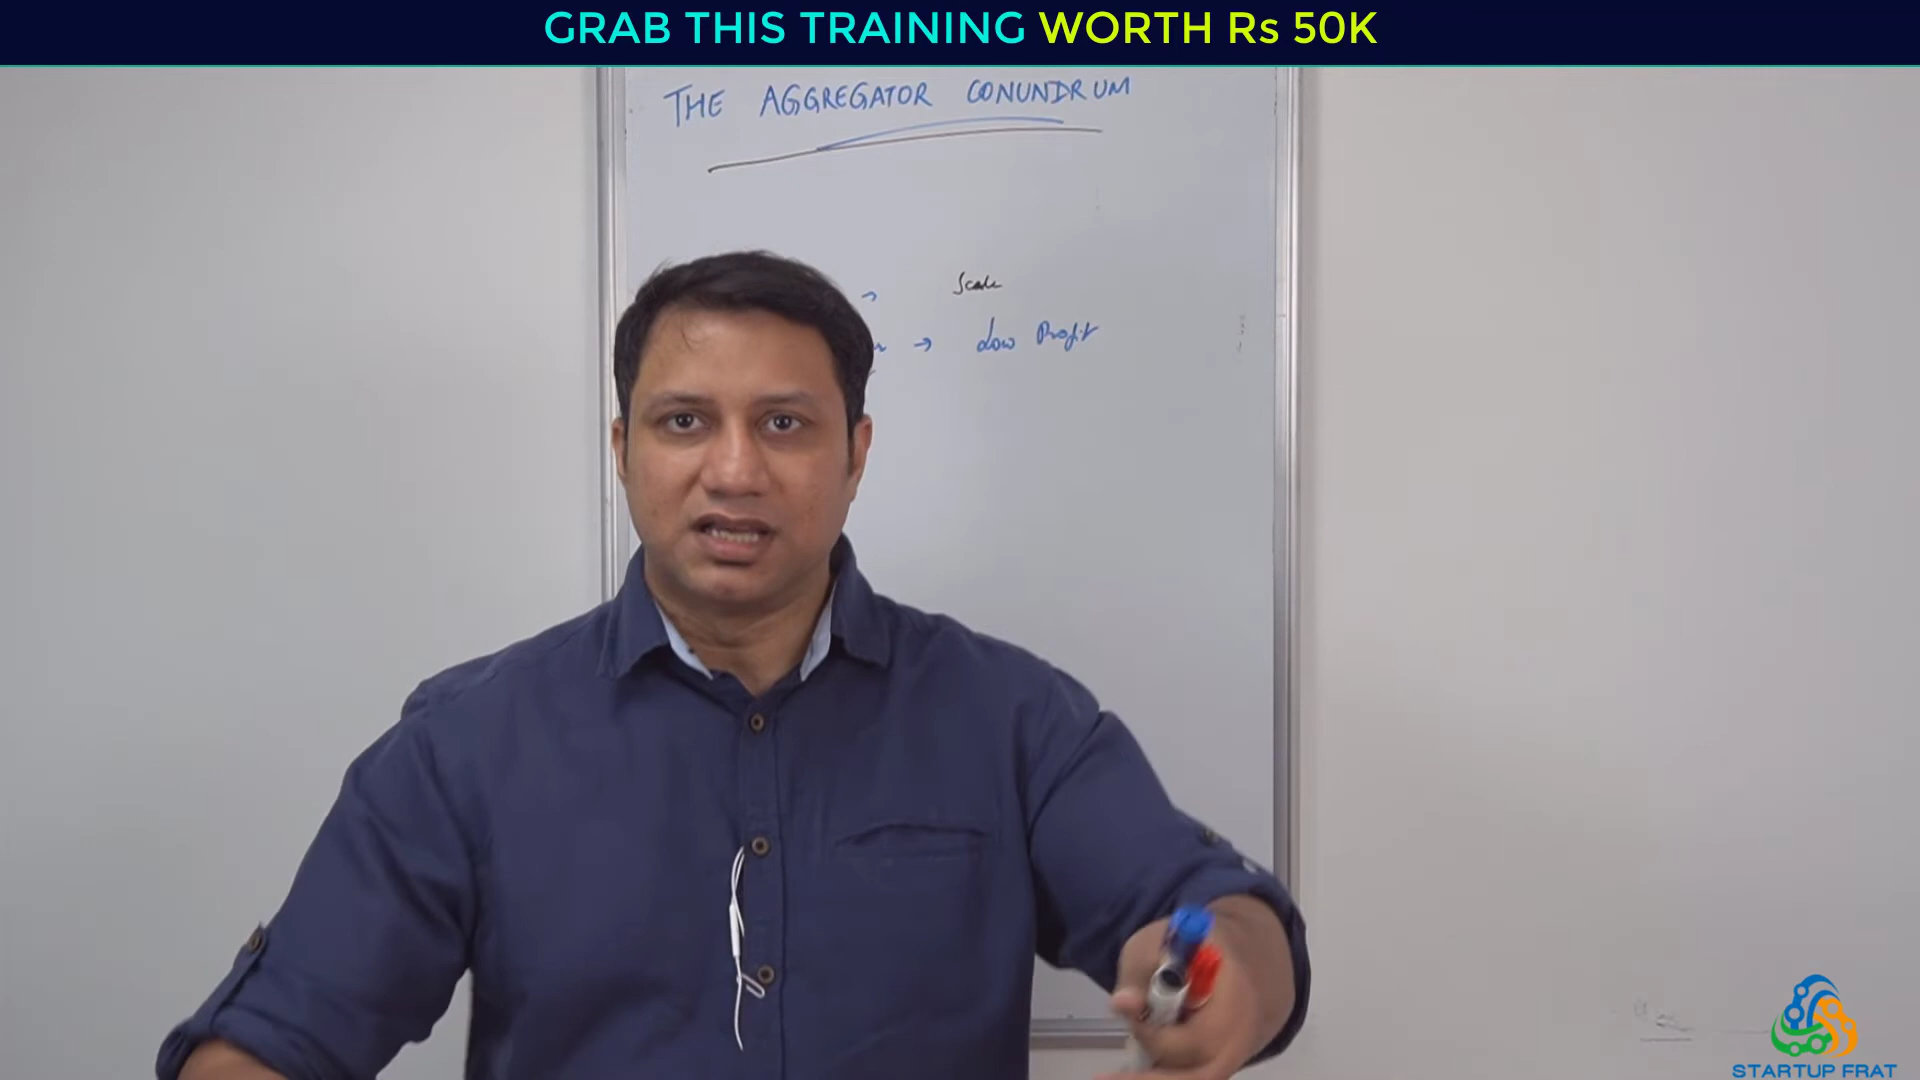 GRAB THIS TRAINING WORTH Rs 50K
THE AGGREGATOR CONUNDRUM
→ Scale
→ Low Profit
STARTUP FRAT